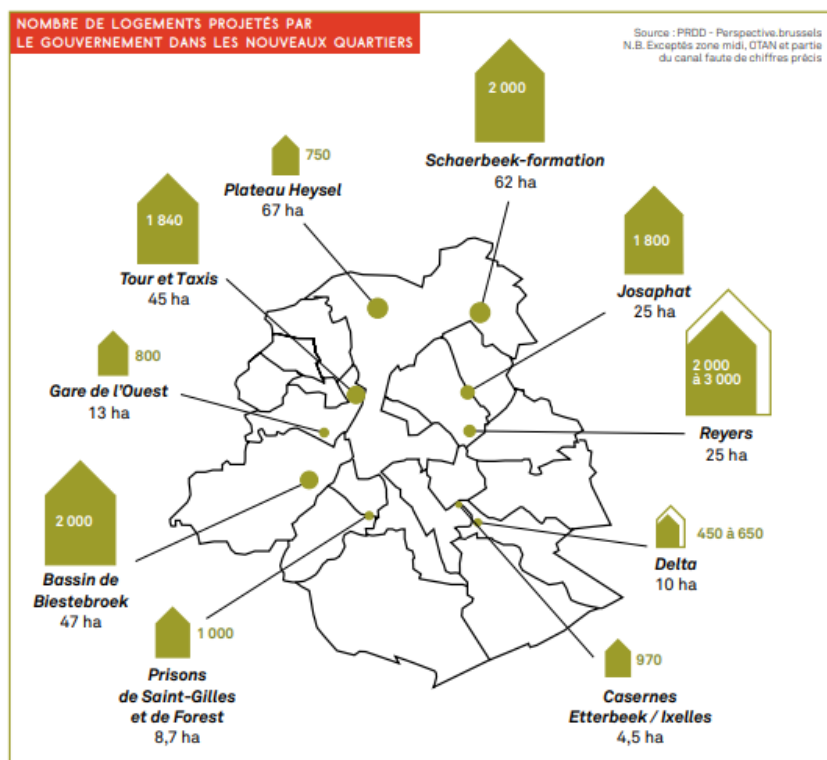 NOMBRE DE LOGEMENTS PROJETÉS PAR
LE GOUVERNEMENT DANS LES NOUVEAUX QUARTIERS
Source : PRDD - Perspective.brussels
N.B. Exceptés zone midi, OTAN et partie
du canal faute de chiffres précis
2 000
Schaerbeek-formation
62 ha
750
Plateau Heysel
67 ha
1 840
Tour et Taxis
45 ha
1 800
Josaphat
25 ha
800
Gare de l'Ouest
13 ha
2 000
à 3 000
Reyers
25 ha
2 000
Bassin de
Biestebroek
47 ha
450 à 650
Delta
10 ha
1 000
Prisons
de Saint-Gilles
et de Forest
8,7 ha
970
Casernes
Etterbeek / Ixelles
4,5 ha